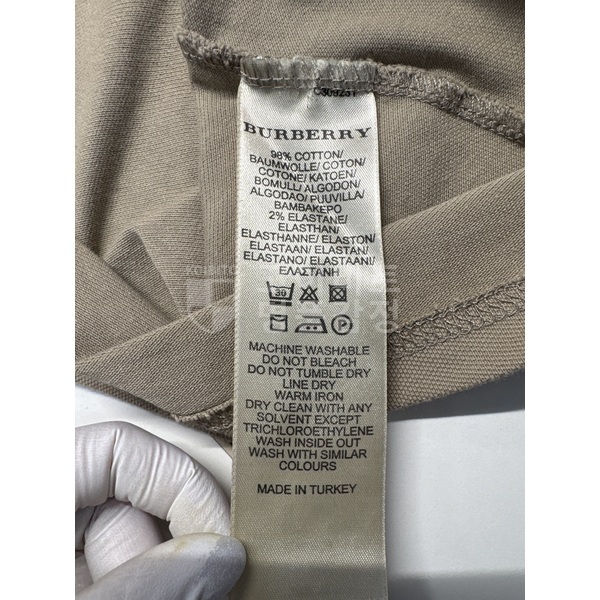 C309231
BURBERRY
98% COTTON/
BAUMWOLLE/ COTON/
COTONE/ KATOEN/
BOMULL/ ALGODON/
ALGODAO/ PUUVILLA/
ΒΑΜΒΑΚΕΡΟ
2% ELASTANE/
ELASTHAN/
ELASTHANNE/ ELASTON/
ELASTAAN/ ELASTAN/
ELASTANO/ ELASTAANI/
ΕΛΑΣΤΑΝΗ
30
P
MACHINE WASHABLE
DO NOT BLEACH
DO NOT TUMBLE DRY
LINE DRY
WARM IRON
DRY CLEAN WITH ANY
SOLVENT EXCEPT
TRICHLOROETHYLENE
WASH INSIDE OUT
WASH WITH SIMILAR
COLOURS
MADE IN TURKEY